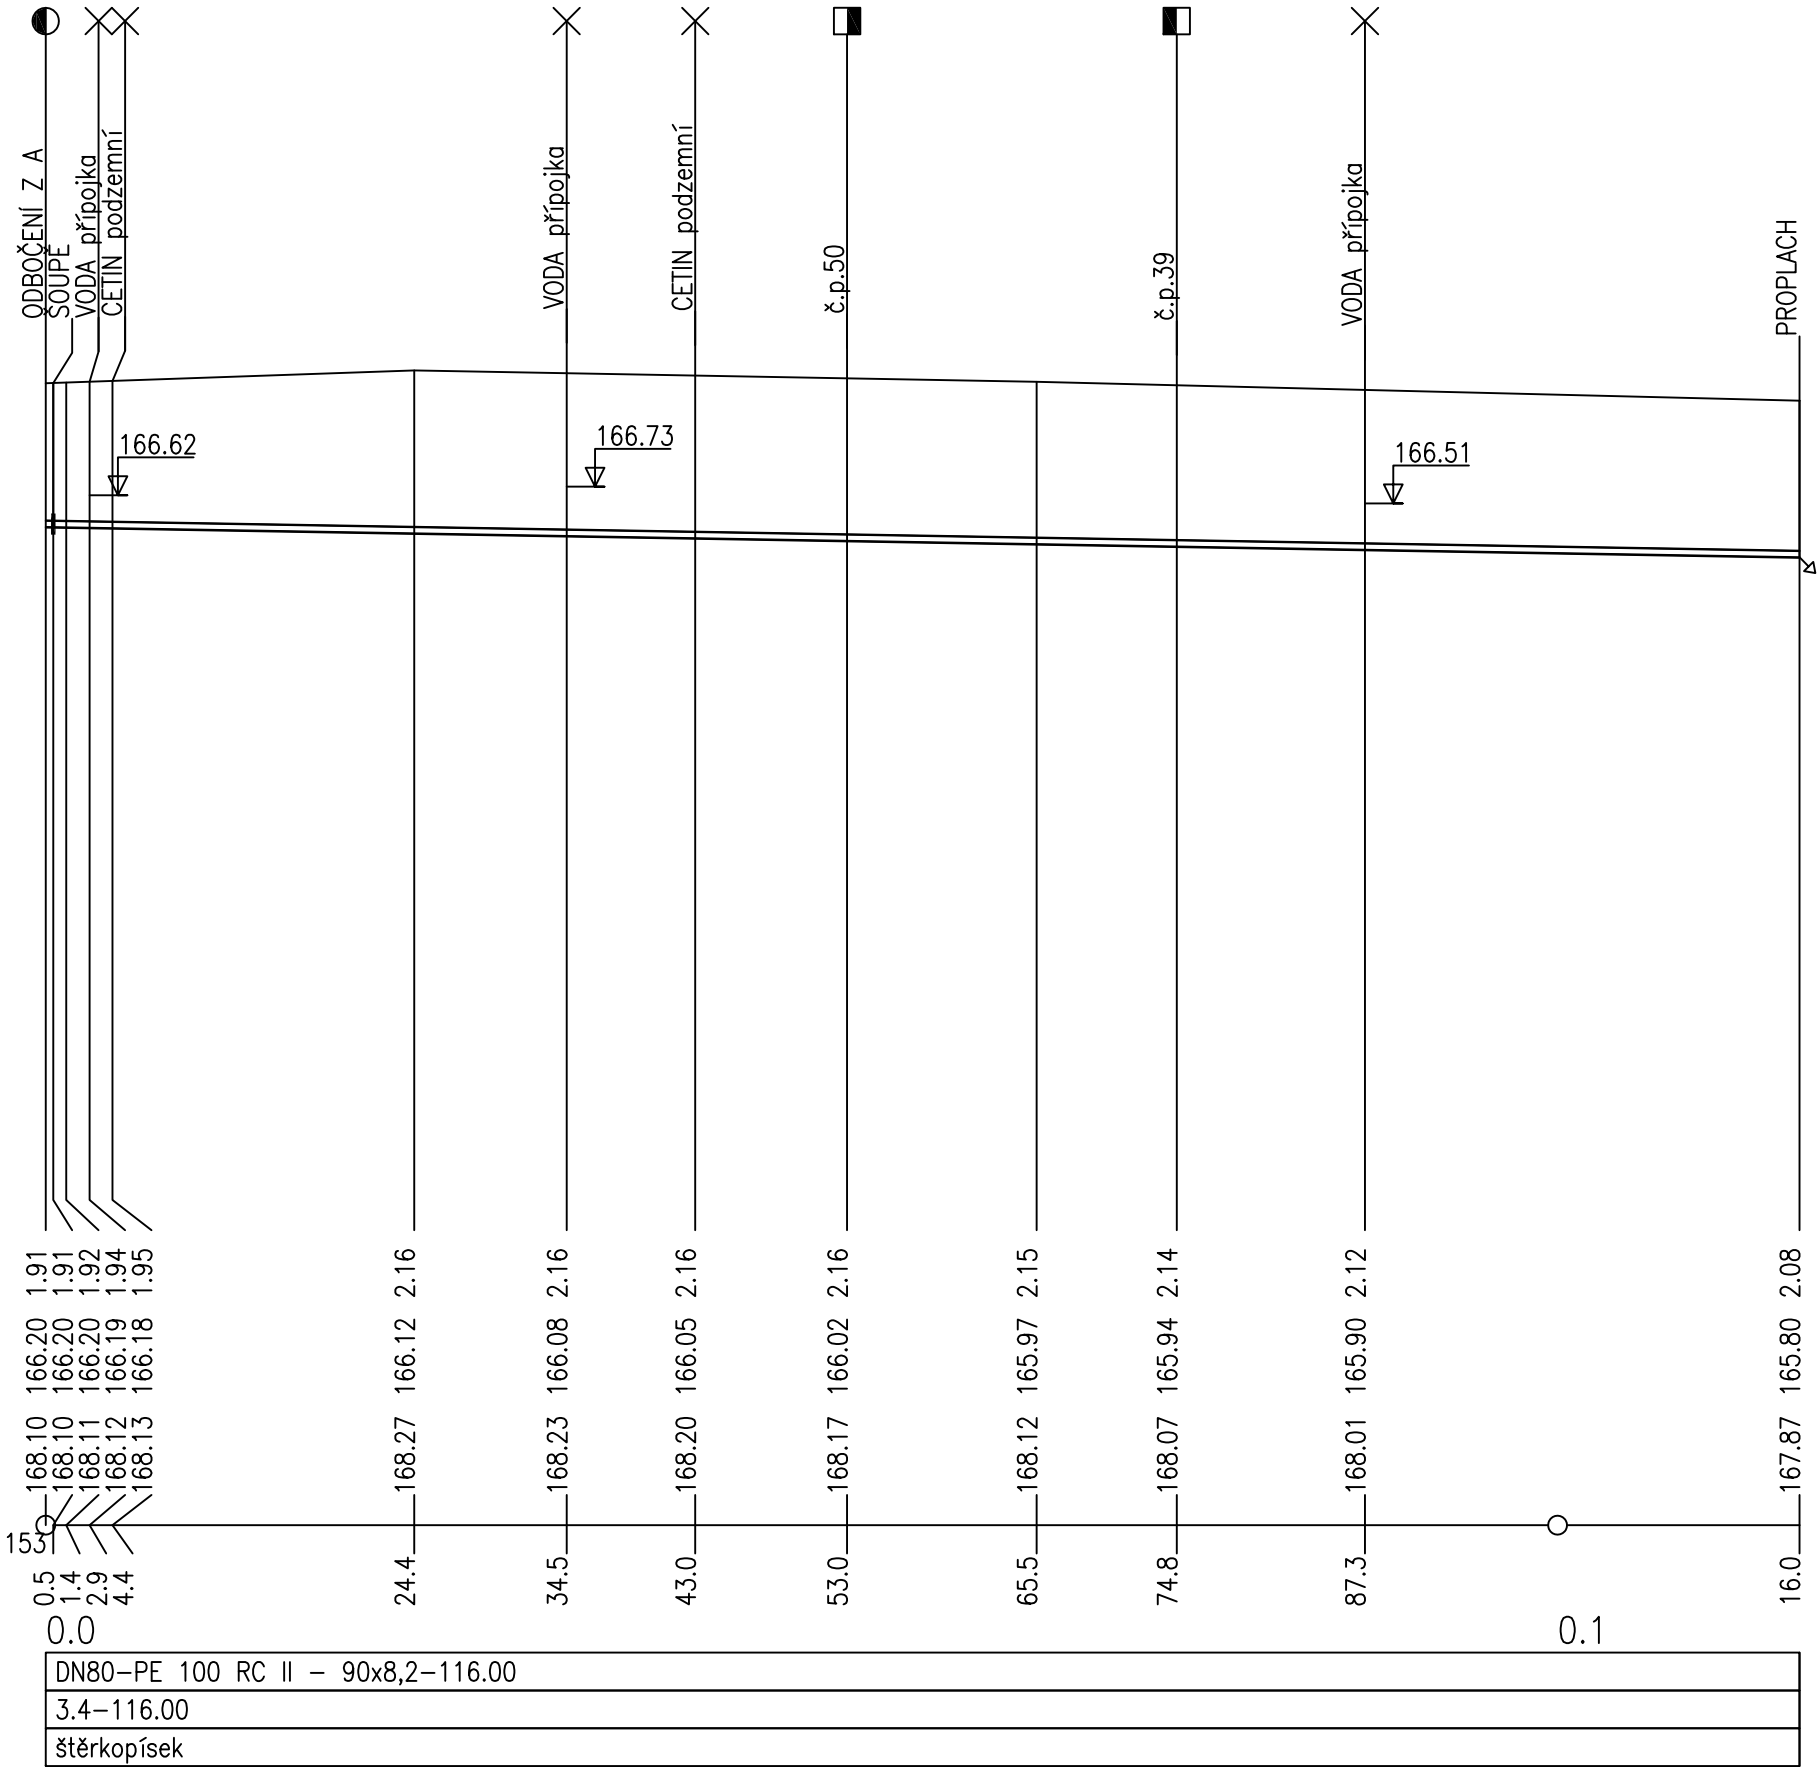 ODBOČENÍ Z A
ŠOUPĚ
VODA přípojka
CETIN podzemní
VODA přípojka
CETIN podzemní
č.p.50
č.p.39
VODA přípojka
PROPLACH
166.62
166.73
166.51
168.10 166.20 1.91
168.10 166.20 1.91
168.11 166.20 1.92
168.12 166.19 1.94
168.13 166.18 1.95
168.27 166.12 2.16
168.23 166.08 2.16
168.20 166.05 2.16
168.17 166.02 2.16
168.12 165.97 2.15
168.07 165.94 2.14
168.01 165.90 2.12
167.87 165.80 2.08
153
0.5
1.4
2.9
4.4
24.4
34.5
43.0
53.0
65.5
74.8
87.3
16.0
0.0
0.1
DN80-PE 100 RC II - 90x8,2-116.00
3.4-116.00
štěrkopísek